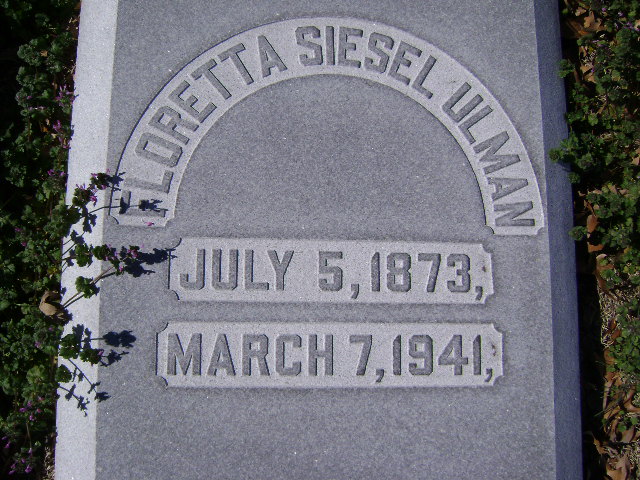 FLORETTA SIESEL ULMAN
JULY 5, 1873,
MARCH 7, 1941,